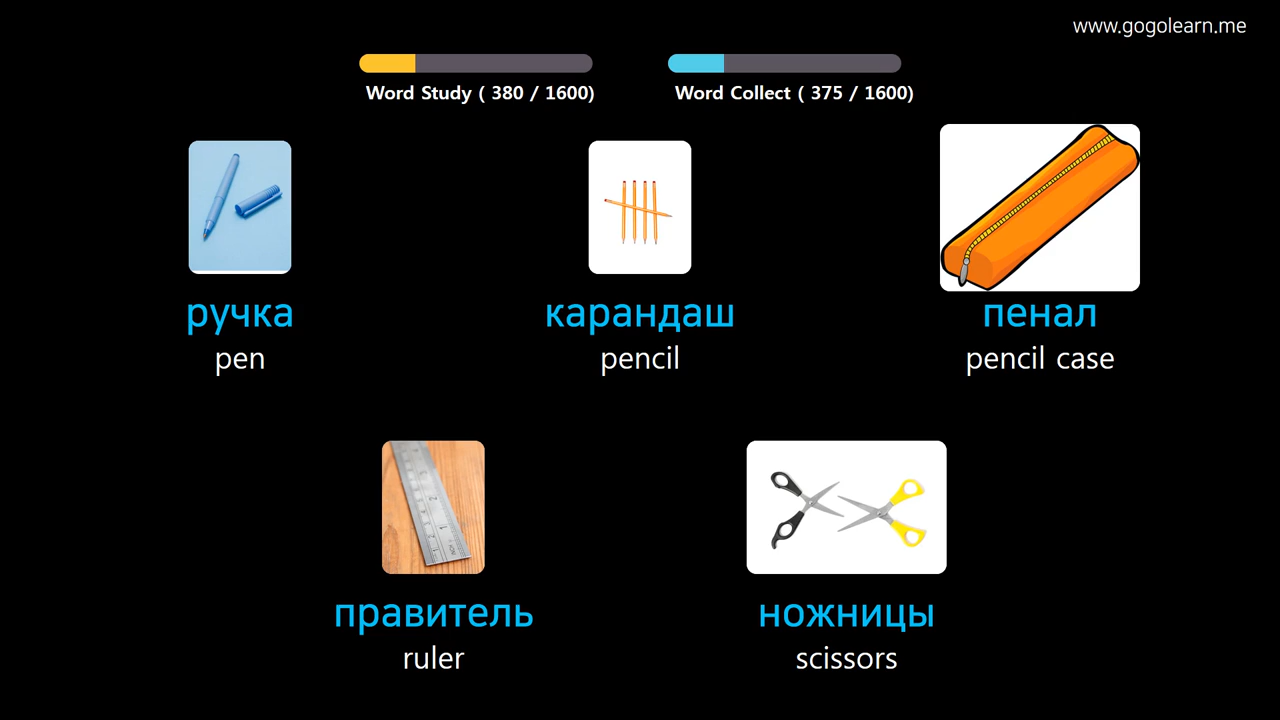 www.gogolearn.me
Word Study ( 380 / 1600)
Word Collect ( 375 / 1600)
ручка
pen
карандаш
pencil
пенал
pencil case
правитель
ruler
ножницы
scissors